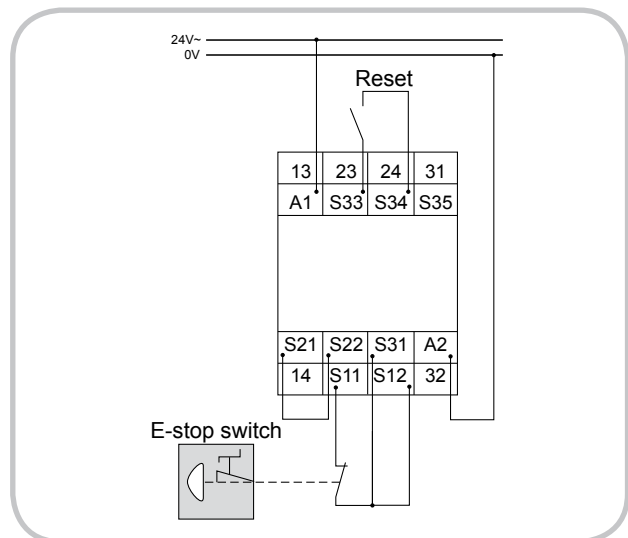 24V~
0V
Reset
13 23 24 31
A1 S33 S34 S35
S21 S22 S31 A2
14 S11 S12 32
E-stop switch